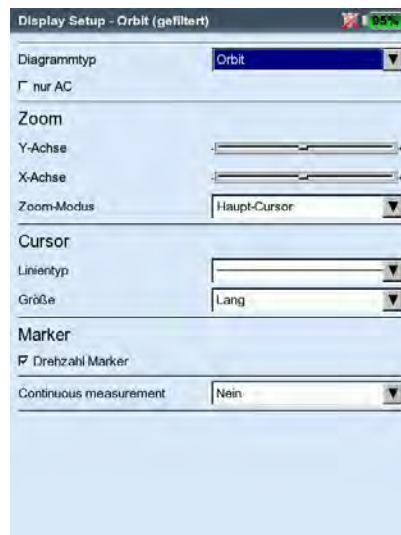 Display Setup - Orbit (gefiltert) 95%
Diagrammtyp Orbit
nur AC
Zoom
Y-Achse
X-Achse
Zoom-Modus Haupt-Cursor
Cursor
Linientyp
Größe Lang
Marker
Drehzahl Marker
Continuous measurement Nein